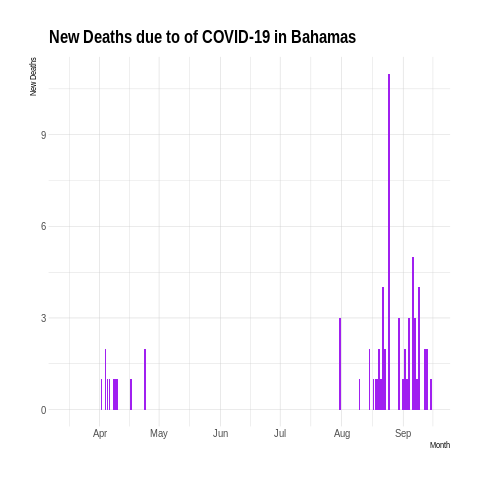 New Deaths due to of COVID-19 in Bahamas
New Deaths
9
6
3
0
Apr May Jun Jul Aug Sep
Month